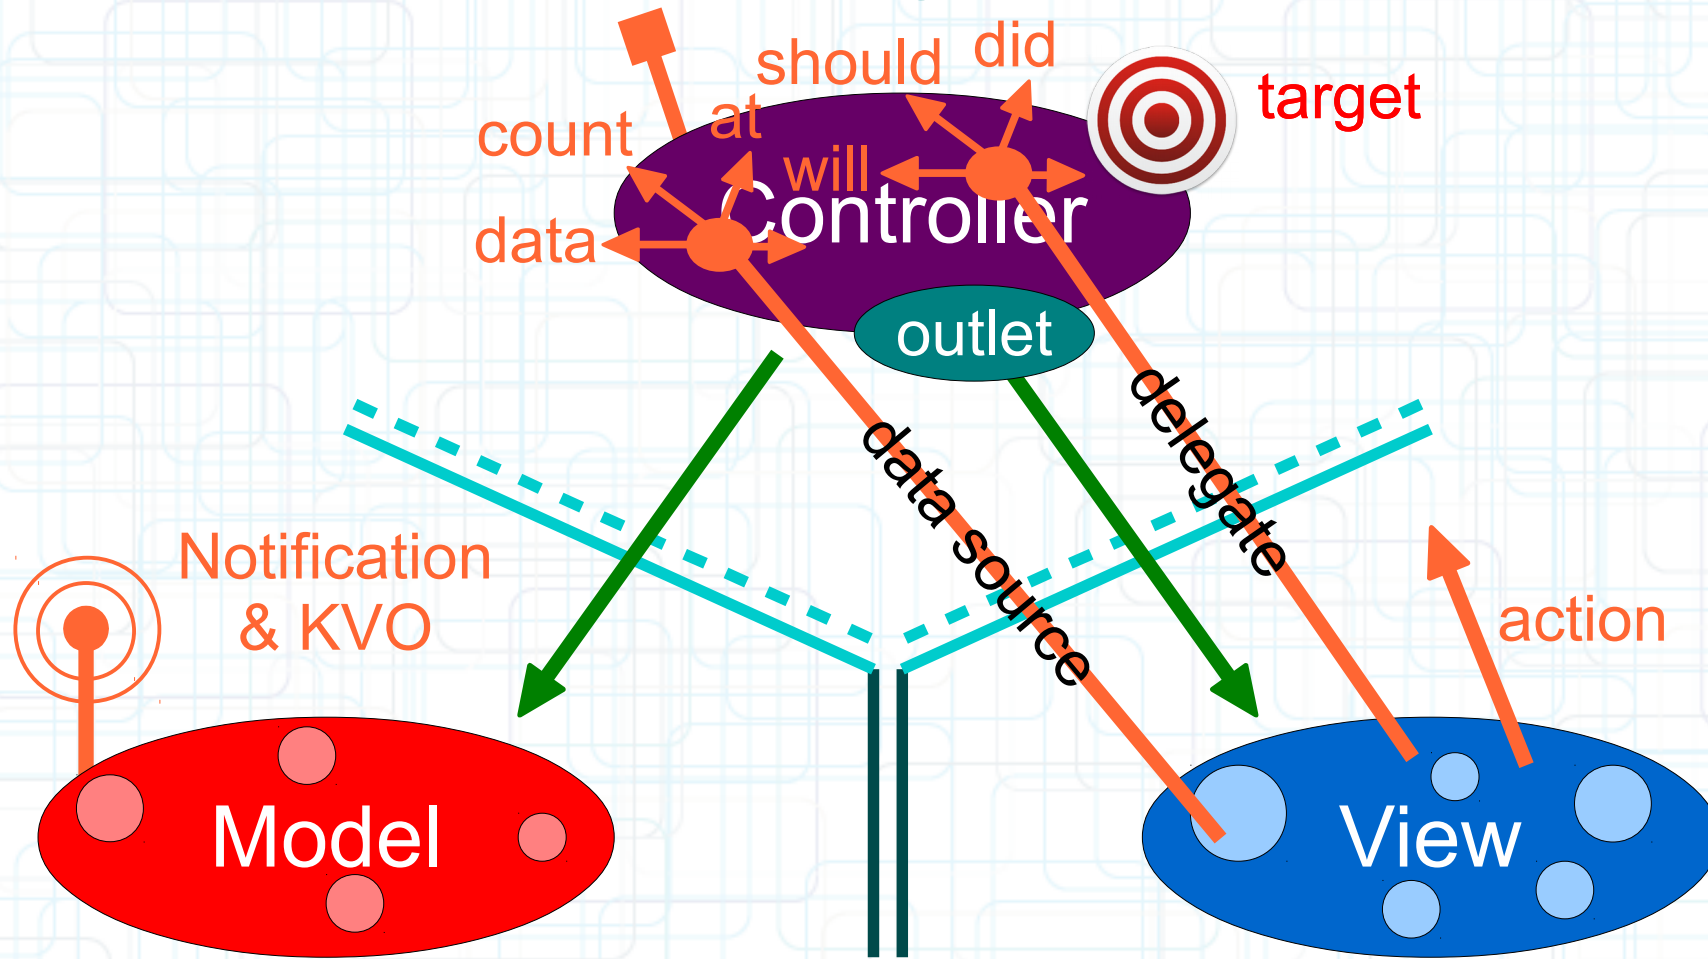 should
did
target
count
at
will
Controller
data
outlet
delegate
data source
Notification
& KVO
action
Model
View